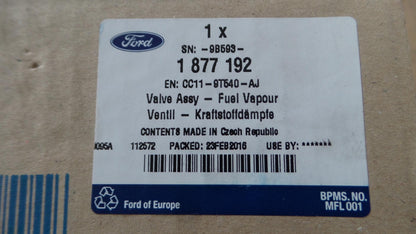 1 x
Ford
SN: -9B593-
1 877 192
EN: CC11-9T540-AJ
Valve Assy - Fuel Vapour
Ventil - Kraftstoffdämpfe
CONTENTS MADE IN Czech Republic
J095A 112572 PACKED: 23FEB2016 USE BY: *******
Ford of Europe
BPMS. NO.
MFL 001